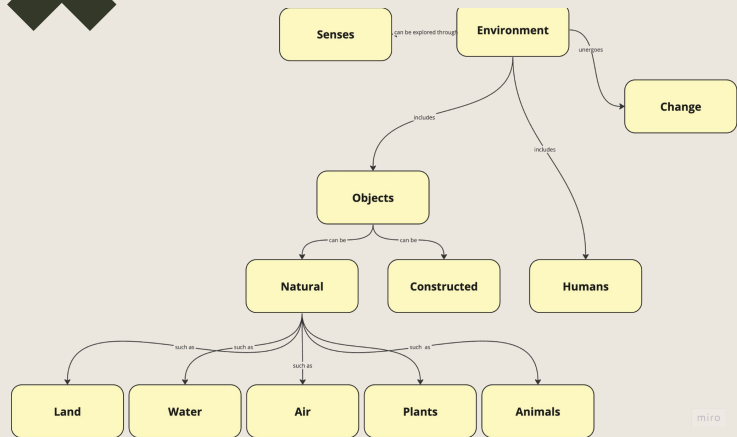 Senses
can be explored through
Environment
unergoes
Change
includes
includes
Objects
can be
can be
Natural
Constructed
Humans
such as
such as
such as
such as
Land
Water
Air
Plants
Animals
miro